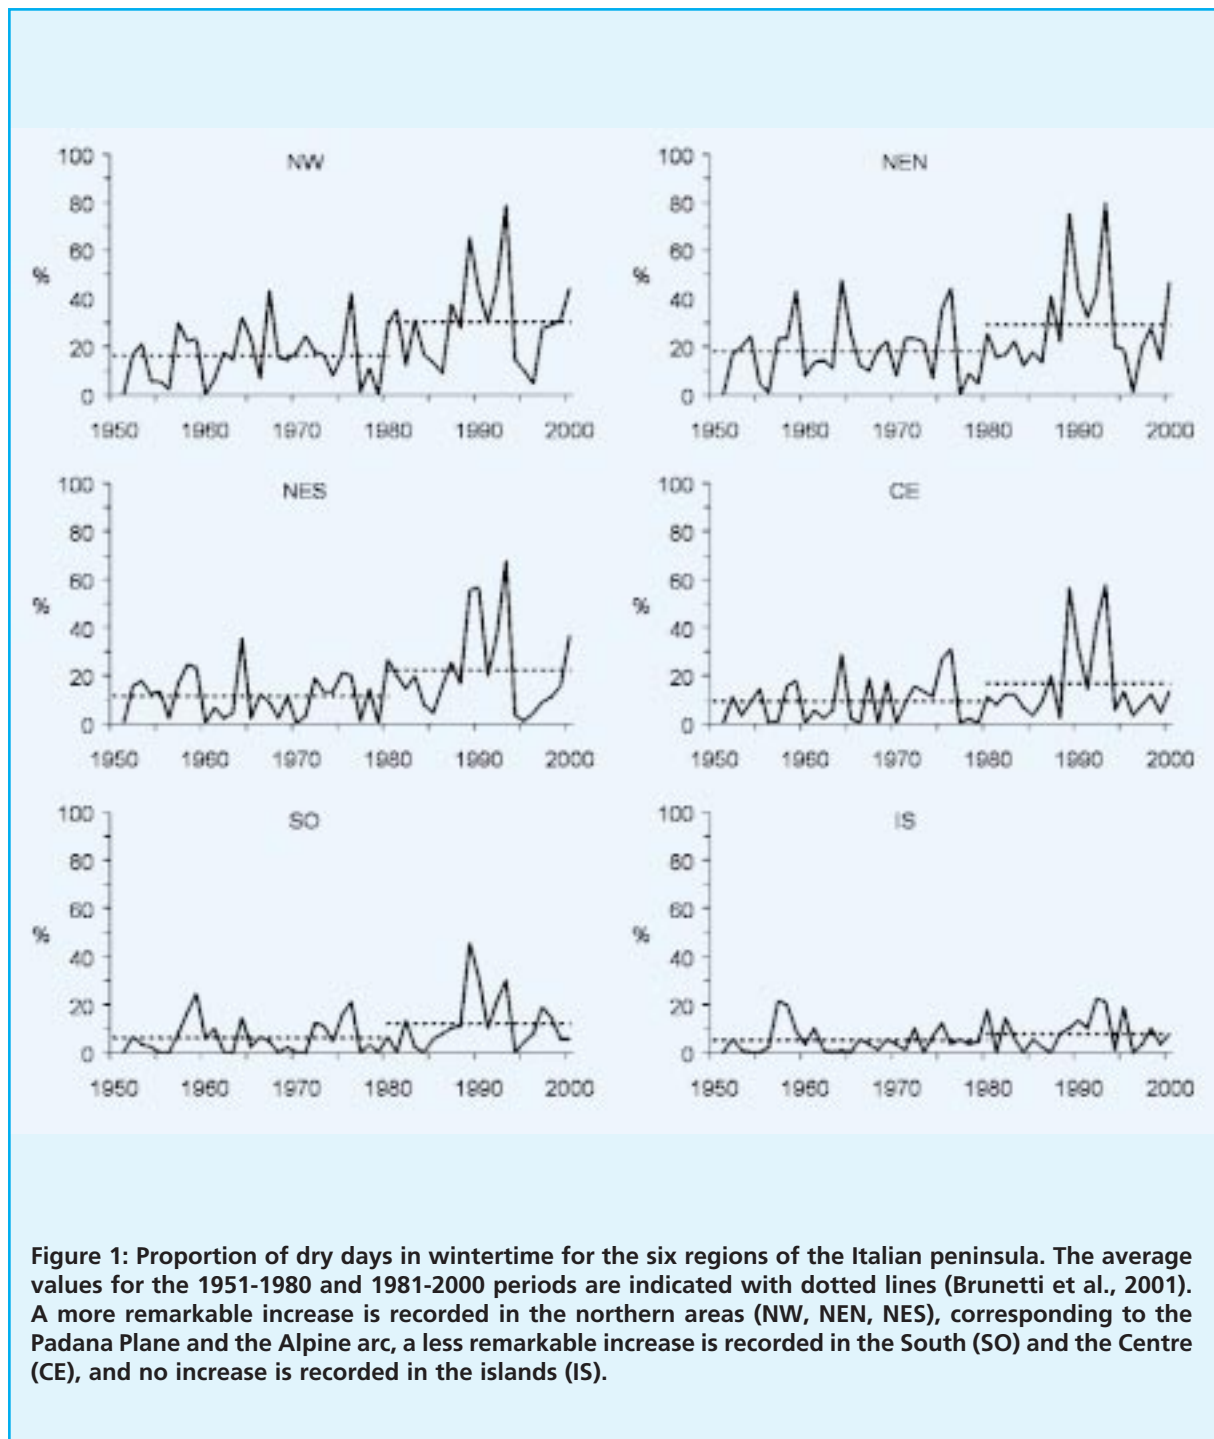 NW
NEN
100
80
60
40
20
0
%
1950 1960 1970 1980 1990 2000
100
80
60
40
20
0
%
1950 1960 1970 1980 1990 2000
NES
CE
100
80
60
40
20
0
%
1950 1960 1970 1980 1990 2000
100
80
60
40
20
0
%
1950 1960 1970 1980 1990 2000
SO
IS
100
80
60
40
20
0
%
1950 1960 1970 1980 1990 2000
100
80
60
40
20
0
%
1950 1960 1970 1980 1990 2000
Figure 1: Proportion of dry days in wintertime for the six regions of the Italian peninsula. The average
values for the 1951-1980 and 1981-2000 periods are indicated with dotted lines (Brunetti et al., 2001).
A more remarkable increase is recorded in the northern areas (NW, NEN, NES), corresponding to the
Padana Plane and the Alpine arc, a less remarkable increase is recorded in the South (SO) and the Centre
(CE), and no increase is recorded in the islands (IS).